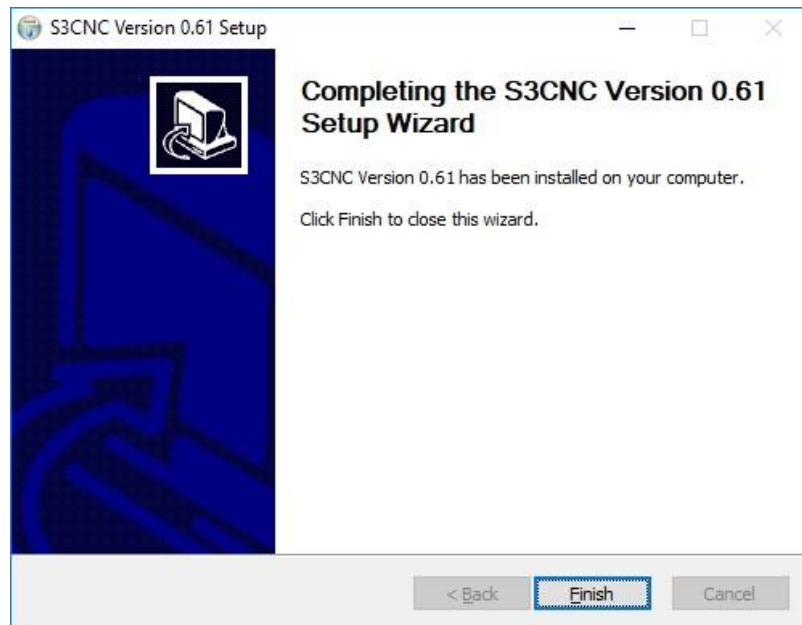 S3CNC Version 0.61 Setup
Completing the S3CNC Version 0.61
Setup Wizard
S3CNC Version 0.61 has been installed on your computer.
Click Finish to close this wizard.
< Back Finish Cancel